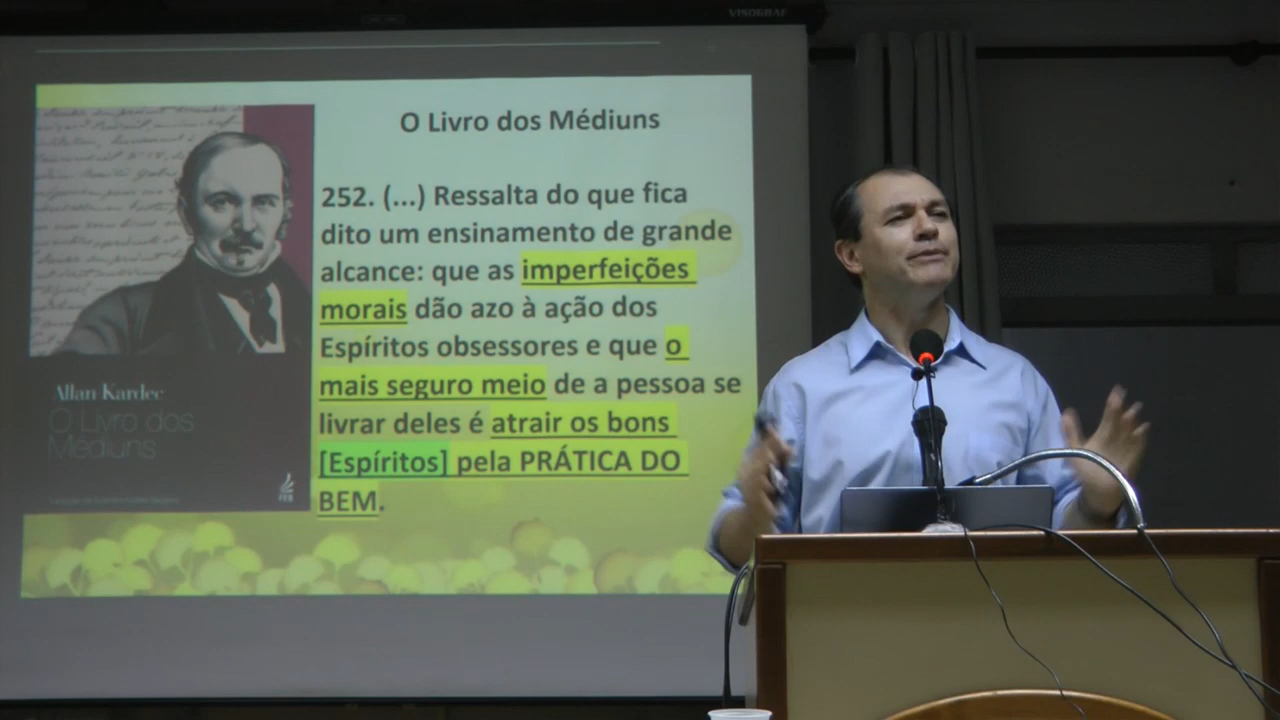 VISOGRAF
O Livro dos Médiuns
252. (...) Ressalta do que fica
dito um ensinamento de grande
alcance: que as imperfeições
morais dão azo à ação dos
Espíritos obsessores e que o
mais seguro meio de a pessoa se
livrar deles é atrair os bons
[Espíritos] pela PRÁTICA DO
BEM.
Allan Kardec
O Livro dos
Médiuns
FEB